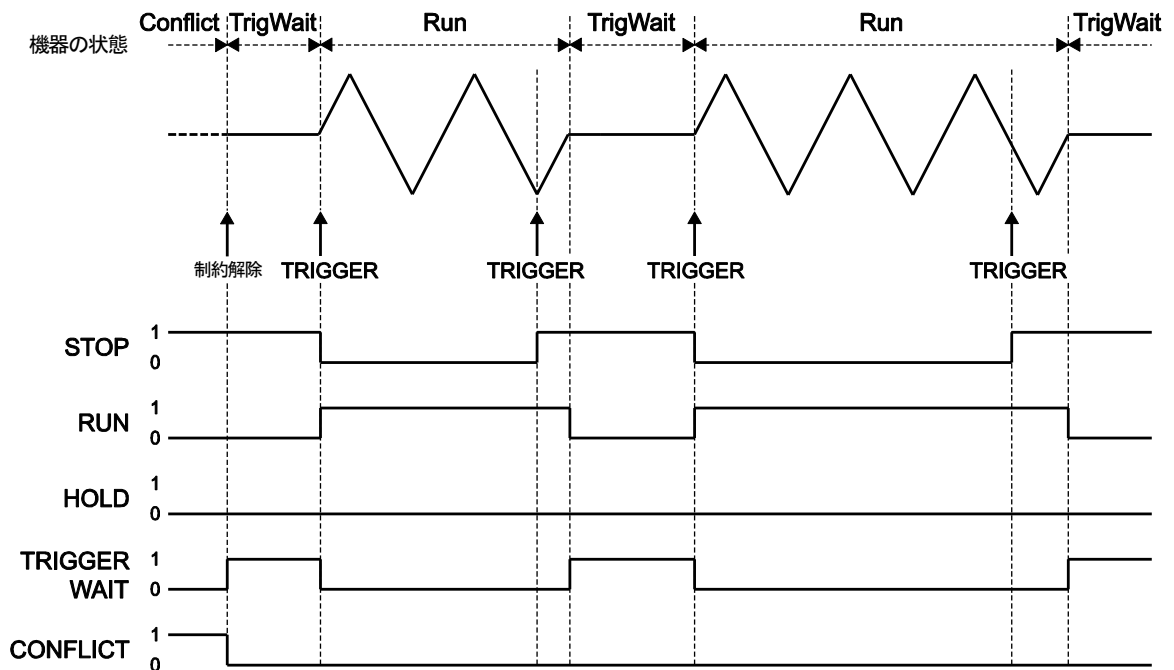 Conflict TrigWait Run TrigWait Run TrigWait
機器の状態
制約解除 TRIGGER TRIGGER TRIGGER TRIGGER
STOP 1
0
RUN 1
0
HOLD 1
0
TRIGGER 1
WAIT 0
CONFLICT 1
0